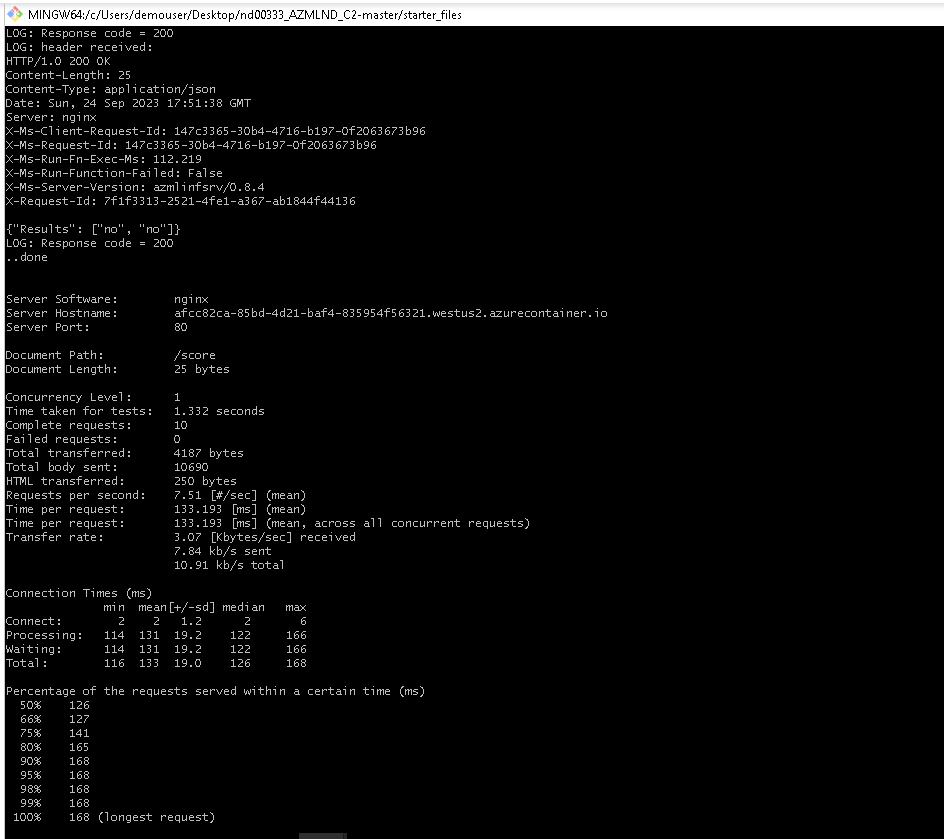 MINGW64:/c/Users/demouser/Desktop/nd00333_AZMLND_C2-master/starter_files
LOG: Response code = 200
LOG: header received:
HTTP/1.0 200 OK
Content-Length: 25
Content-Type: application/json
Date: Sun, 24 Sep 2023 17:51:38 GMT
Server: nginx
X-Ms-Client-Request-Id: 147c3365-30b4-4716-b197-0f2063673b96
X-Ms-Request-Id: 147c3365-30b4-4716-b197-0f2063673b96
X-Ms-Run-Fn-Exec-Ms: 112.219
X-Ms-Run-Function-Failed: False
X-Ms-Server-Version: azmlinfsrv/0.8.4
X-Request-Id: 7f1f3313-2521-4fe1-a367-ab1844f44136
{"Results": ["no", "no"]}
LOG: Response code = 200
..done
Server Software: nginx
Server Hostname: afcc82ca-85bd-4d21-baf4-835954f56321.westus2.azurecontainer.io
Server Port: 80
Document Path: /score
Document Length: 25 bytes
Concurrency Level: 1
Time taken for tests: 1.332 seconds
Complete requests: 10
Failed requests: 0
Total transferred: 4187 bytes
Total body sent: 10690
HTML transferred: 250 bytes
Requests per second: 7.51 [#/sec] (mean)
Time per request: 133.193 [ms] (mean)
Time per request: 133.193 [ms] (mean, across all concurrent requests)
Transfer rate: 3.07 [Kbytes/sec] received
7.84 kb/s sent
10.91 kb/s total
Connection Times (ms)
min mean[+/-sd] median max
Connect: 2 2 1.2 2 6
Processing: 114 131 19.2 122 166
Waiting: 114 131 19.2 122 166
Total: 116 133 19.0 126 168
Percentage of the requests served within a certain time (ms)
50% 126
66% 127
75% 141
80% 165
90% 168
95% 168
98% 168
99% 168
100% 168 (longest request)